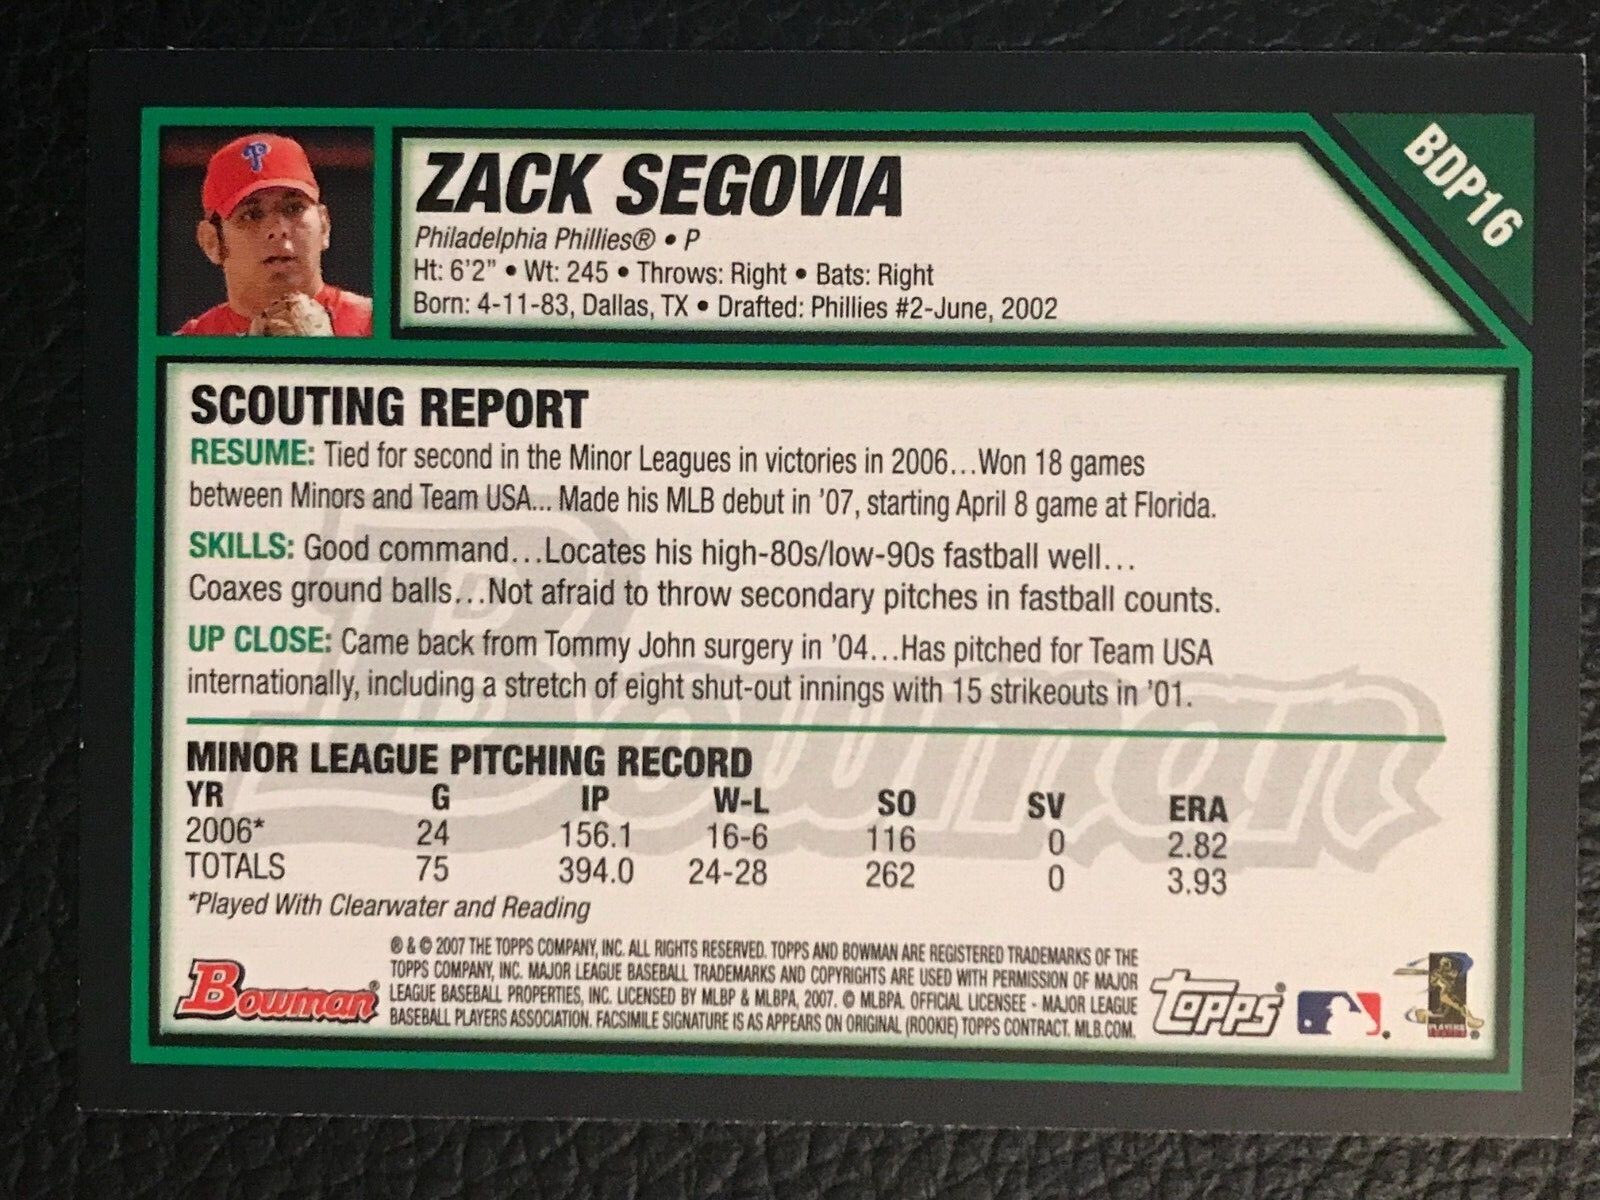 BDP16
ZACK SEGOVIA
Philadelphia Phillies® • P
Ht: 6'2" • Wt: 245 • Throws: Right • Bats: Right
Born: 4-11-83, Dallas, TX • Drafted: Phillies #2-June, 2002
SCOUTING REPORT
RESUME: Tied for second in the Minor Leagues in victories in 2006...Won 18 games
between Minors and Team USA... Made his MLB debut in '07, starting April 8 game at Florida.
SKILLS: Good command...Locates his high-80s/low-90s fastball well...
Coaxes ground balls...Not afraid to throw secondary pitches in fastball counts.
UP CLOSE: Came back from Tommy John surgery in '04...Has pitched for Team USA
internationally, including a stretch of eight shut-out innings with 15 strikeouts in '01.
MINOR LEAGUE PITCHING RECORD
YR G IP W-L SO SV ERA
2006* 24 156.1 16-6 116 0 2.82
TOTALS 75 394.0 24-28 262 0 3.93
*Played With Clearwater and Reading
® & © 2007 THE TOPPS COMPANY, INC. ALL RIGHTS RESERVED. TOPPS AND BOWMAN ARE REGISTERED TRADEMARKS OF THE
TOPPS COMPANY, INC. MAJOR LEAGUE BASEBALL TRADEMARKS AND COPYRIGHTS ARE USED WITH PERMISSION OF MAJOR
LEAGUE BASEBALL PROPERTIES, INC. LICENSED BY MLBP & MLBPA, 2007. © MLBPA. OFFICIAL LICENSEE - MAJOR LEAGUE
BASEBALL PLAYERS ASSOCIATION. FACSIMILE SIGNATURE IS AS APPEARS ON ORIGINAL (ROOKIE) TOPPS CONTRACT. MLB.COM.
Bowman®
Topps®
Bowman
P